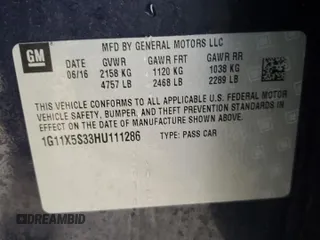 GM
MFD BY GENERAL MOTORS LLC
DATE GVWR GAWR FRT GAWR RR
06/16 2158 KG 1120 KG 1038 KG
4757 LB 2468 LB 2289 LB
THIS VEHICLE CONFORMS TO ALL APPLICABLE U.S. FEDERAL MOTOR
VEHICLE SAFETY, BUMPER, AND THEFT PREVENTION STANDARDS
IN EFFECT ON THE DATE OF MANUFACTURE SHOWN ABOVE.
1G11X5S33HU111286 TYPE: PASS CAR